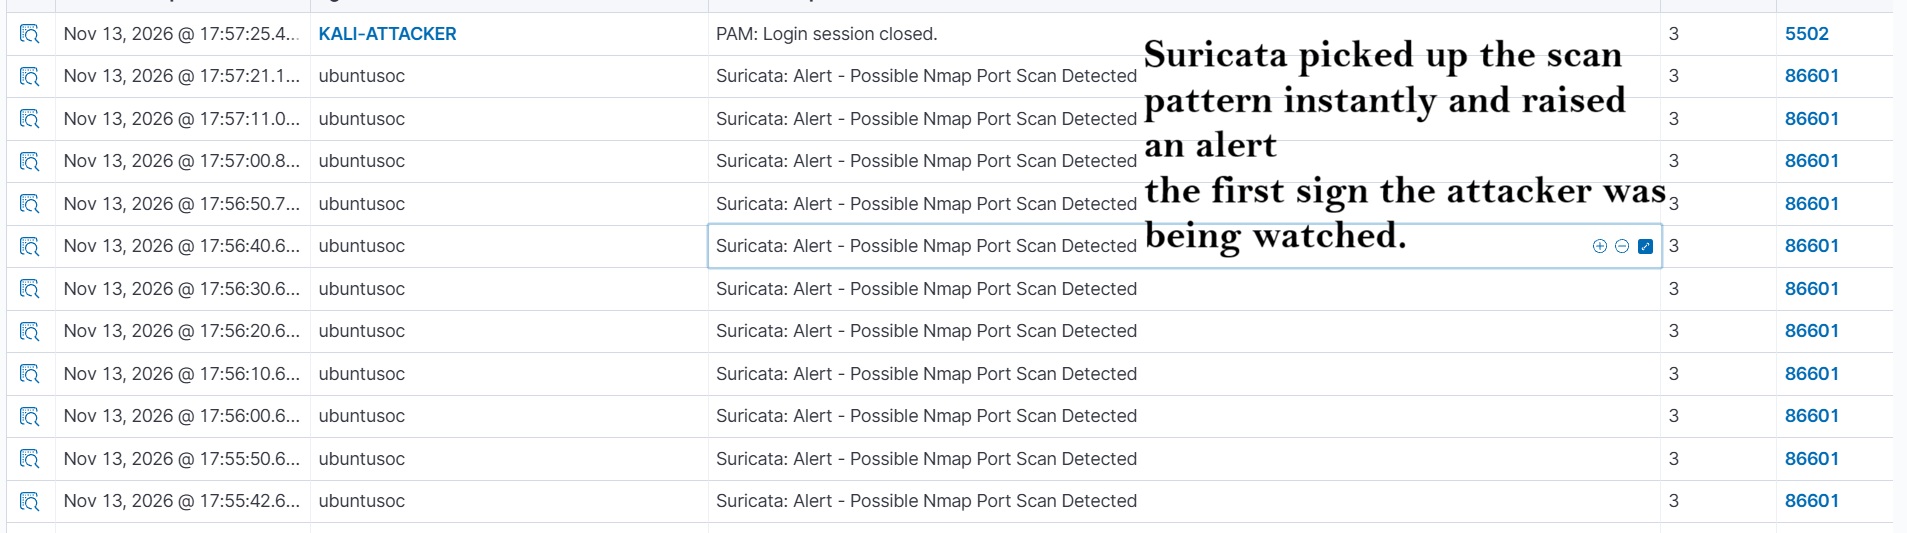 Nov 13, 2026 @ 17:57:25.4... KALI-ATTACKER PAM: Login session closed. 3 5502
Nov 13, 2026 @ 17:57:21.1... ubuntusoc Suricata: Alert - Possible Nmap Port Scan Detected 3 86601
Nov 13, 2026 @ 17:57:11.0... ubuntusoc Suricata: Alert - Possible Nmap Port Scan Detected 3 86601
Nov 13, 2026 @ 17:57:00.8... ubuntusoc Suricata: Alert - Possible Nmap Port Scan Detected 3 86601
Nov 13, 2026 @ 17:56:50.7... ubuntusoc Suricata: Alert - Possible Nmap Port Scan Detected 3 86601
Nov 13, 2026 @ 17:56:40.6... ubuntusoc Suricata: Alert - Possible Nmap Port Scan Detected 3 86601
Nov 13, 2026 @ 17:56:30.6... ubuntusoc Suricata: Alert - Possible Nmap Port Scan Detected 3 86601
Nov 13, 2026 @ 17:56:20.6... ubuntusoc Suricata: Alert - Possible Nmap Port Scan Detected 3 86601
Nov 13, 2026 @ 17:56:10.6... ubuntusoc Suricata: Alert - Possible Nmap Port Scan Detected 3 86601
Nov 13, 2026 @ 17:56:00.6... ubuntusoc Suricata: Alert - Possible Nmap Port Scan Detected 3 86601
Nov 13, 2026 @ 17:55:50.6... ubuntusoc Suricata: Alert - Possible Nmap Port Scan Detected 3 86601
Nov 13, 2026 @ 17:55:42.6... ubuntusoc Suricata: Alert - Possible Nmap Port Scan Detected 3 86601
Suricata picked up the scan
pattern instantly and raised
an alert
the first sign the attacker was
being watched.